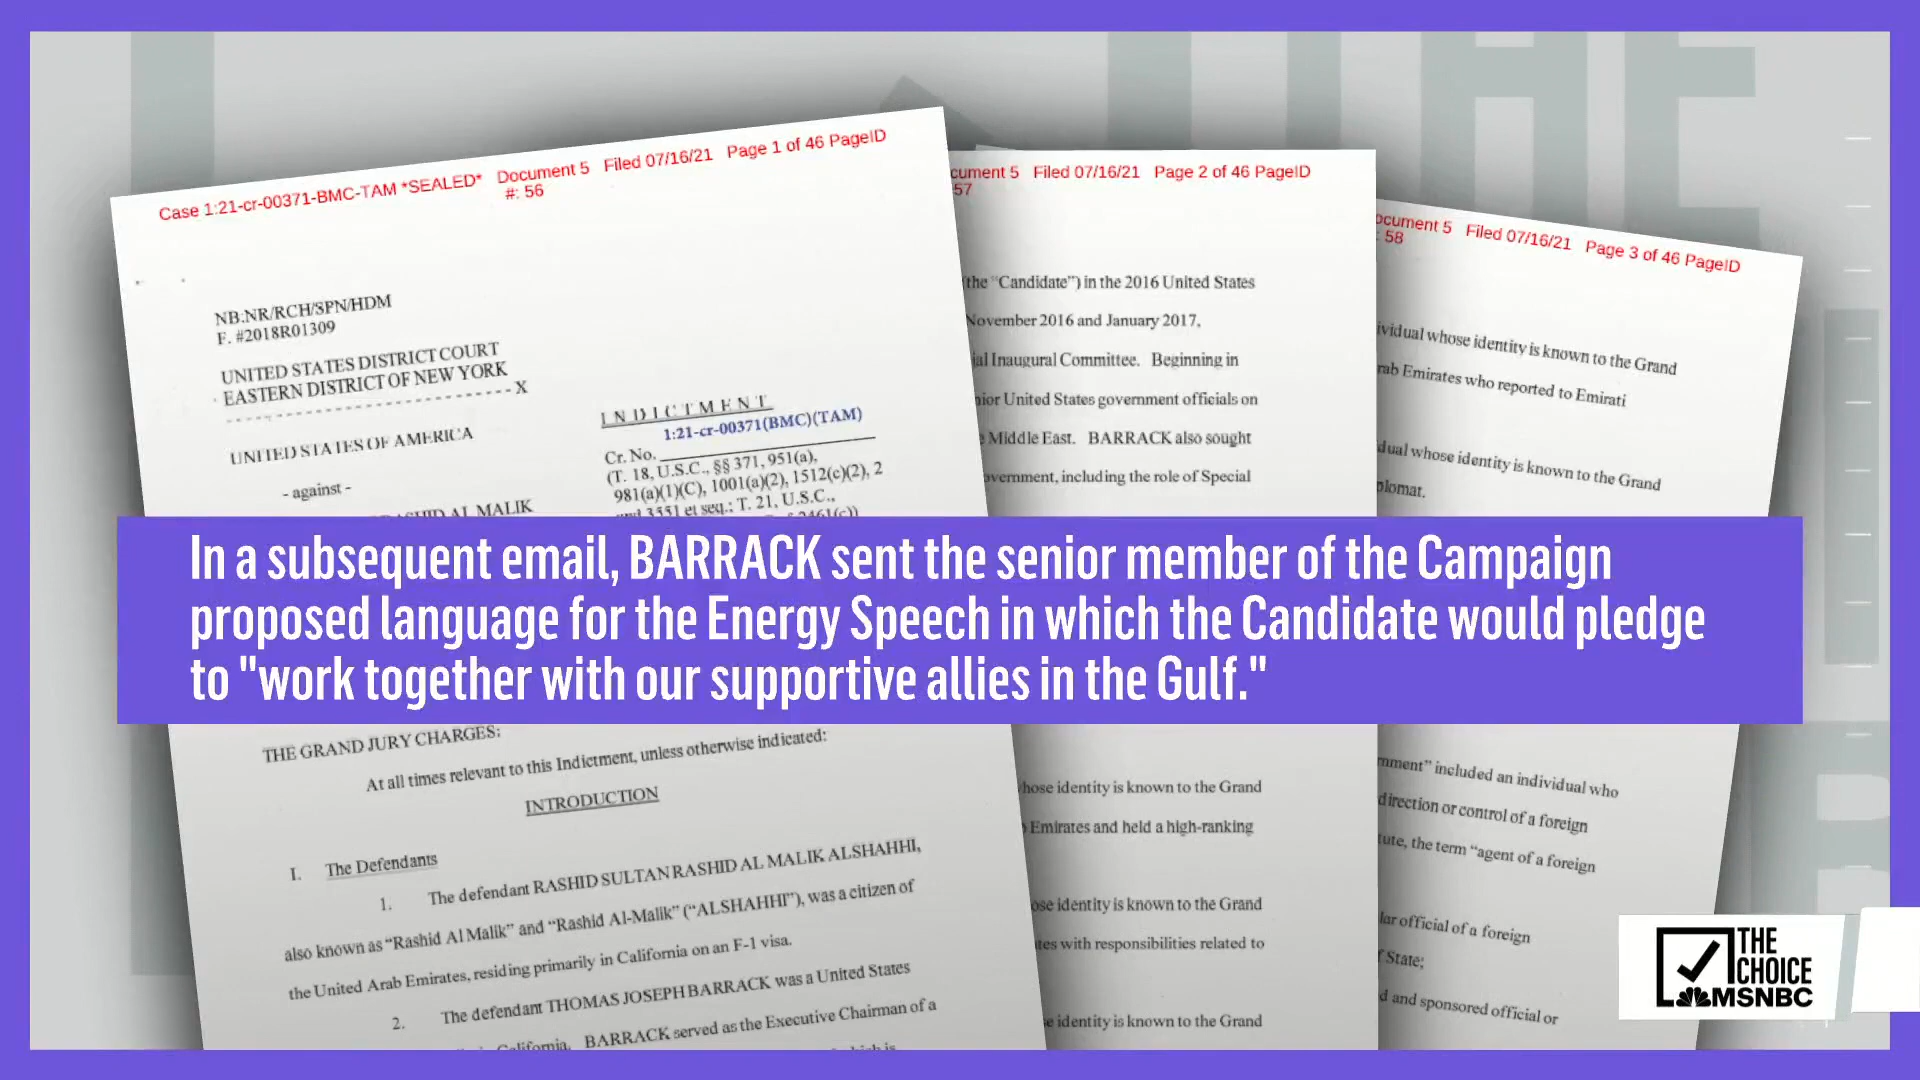 Case 1:21-cr-00371-BMC-TAM *SEALED* Document 5 Filed 07/16/21 Page 1 of 46 PageID
#: 56
NB:NR/RCH/SPN/HDM
F. #2018R01309
UNITED STATES DISTRICT COURT
EASTERN DISTRICT OF NEW YORK
- - - - - - - - - - - - - - - - - - - - - - - - - - - X
UNITED STATES OF AMERICA
- against -
AL MALIK
INDICTMENT
1:21-cr-00371(BMC)(TAM)
Cr. No.
(T. 18, U.S.C., §§ 371, 951(a),
981(a)(1)(C), 1001(a)(2), 1512(c)(2), 2
3551 et seq.; T. 21, U.S.C.,
2461(c))
5 Filed 07/16/21 Page 2 of 46 PageID
57
the "Candidate") in the 2016 United States
November 2016 and January 2017,
Inaugural Committee. Beginning in
United States government officials on
Middle East. BARRACK also sought
including the role of Special
5 Filed 07/16/21 Page 3 of 46 PageID
: 58
whose identity is known to the Grand
Emirates who reported to Emirati
whose identity is known to the Grand
In a subsequent email, BARRACK sent the senior member of the Campaign
proposed language for the Energy Speech in which the Candidate would pledge
to "work together with our supportive allies in the Gulf."
THE GRAND JURY CHARGES:
At all times relevant to this Indictment, unless otherwise indicated:
INTRODUCTION
I. The Defendants
1. The defendant RASHID SULTAN RASHID AL MALIK ALSHAHHI,
also known as “Rashid Al Malik” and “Rashid Al-Malik” (“ALSHAHHI”), was a citizen of
the United Arab Emirates, residing primarily in California on an F-1 visa.
2. The defendant THOMAS JOSEPH BARRACK was a United States
California. BARRACK served as the Executive Chairman of a
identity is known to the Grand
Emirates and held a high-ranking
identity is known to the Grand
with responsibilities related to
identity is known to the Grand
included an individual who
direction or control of a foreign
the term “agent of a foreign
official of a foreign
State;
and sponsored official or
THE
CHOICE
MSNBC